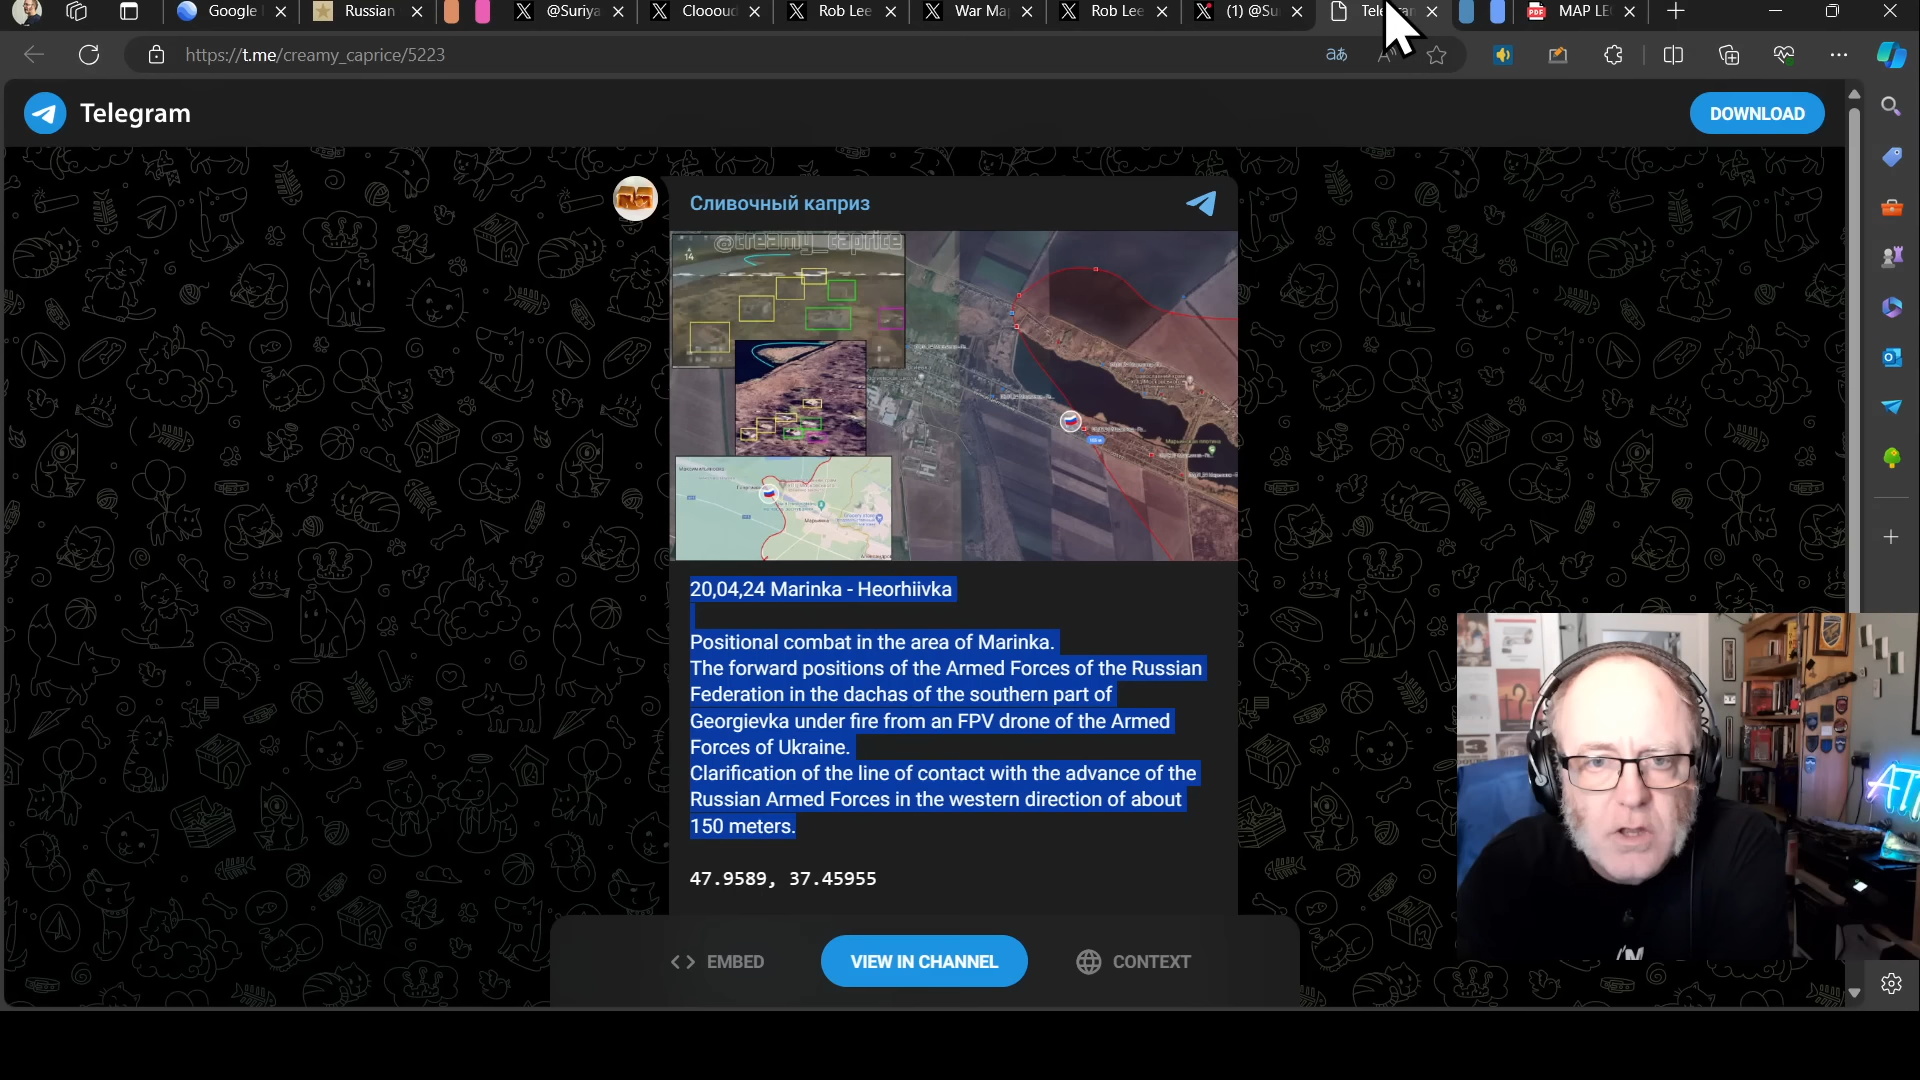 Google
Russian
@Suriya
Cloooud
Rob Lee
War Ma
Rob Lee
(1) @Su
MAP LE
https://t.me/creamy_caprice/5223
Telegram
DOWNLOAD
Сливочный каприз
@creamy_caprice
14
20,04,24 Marinka - Heorhiivka
Positional combat in the area of Marinka.
The forward positions of the Armed Forces of the Russian
Federation in the dachas of the southern part of
Georgievka under fire from an FPV drone of the Armed
Forces of Ukraine.
Clarification of the line of contact with the advance of the
Russian Armed Forces in the western direction of about
150 meters.
47.9589, 37.45955
EMBED
VIEW IN CHANNEL
CONTEXT